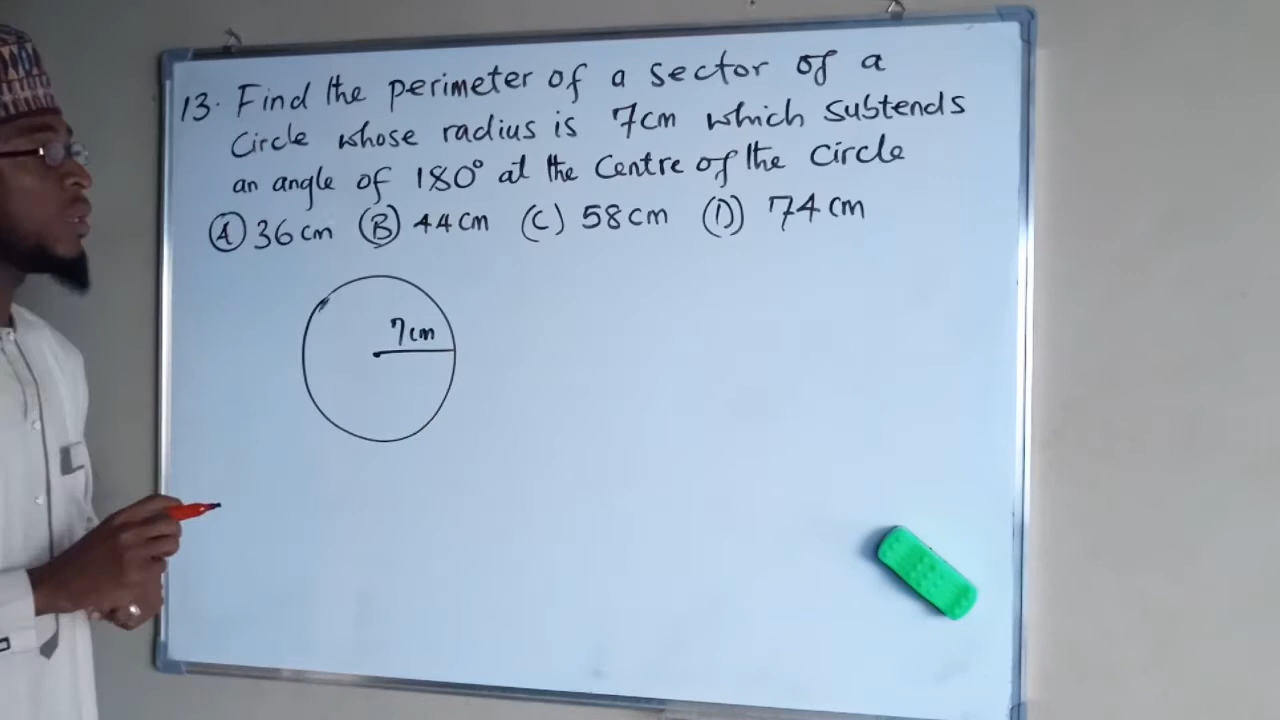 13. Find the perimeter of a sector of a
Circle whose radius is 7cm which subtends
an angle of 180° at the Centre of the Circle
(A) 36cm (B) 44cm (C) 58cm (D) 74cm
7cm